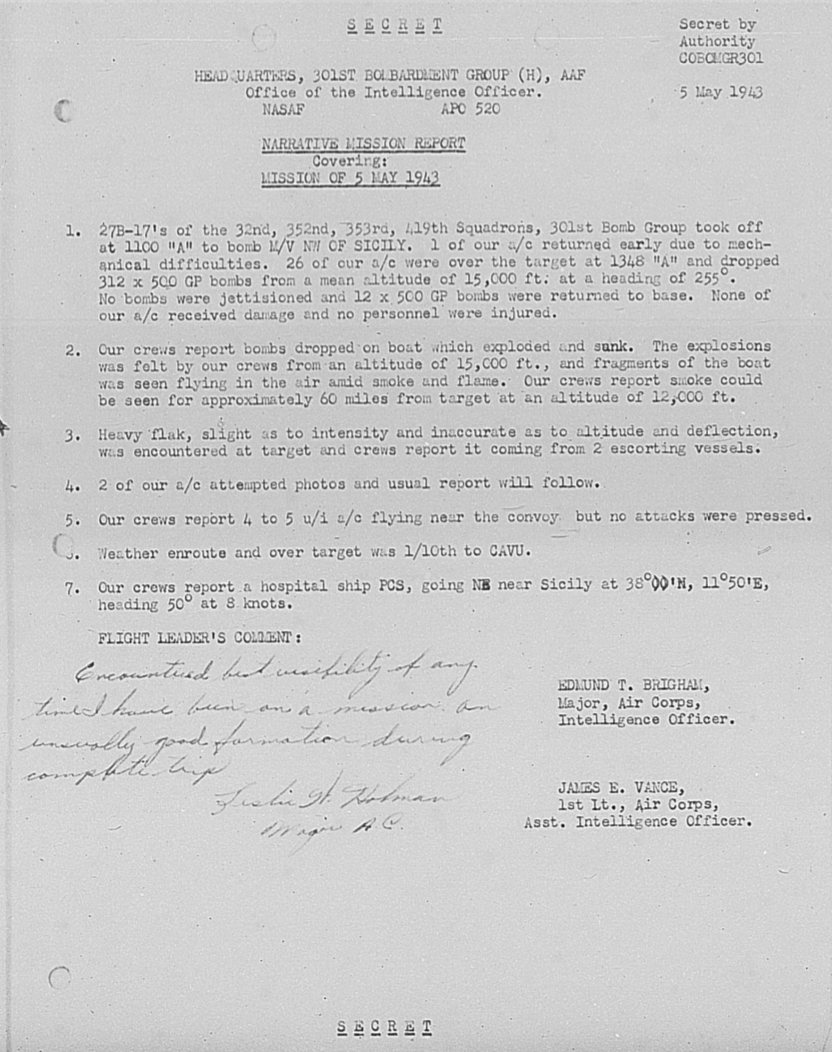 S E C R E T
Secret by
Authority
COBOMGR301
HEADQUARTERS, 301ST BOMBARDMENT GROUP (H), AAF
Office of the Intelligence Officer.
5 May 1943
NASAF APO 520
NARRATIVE MISSION REPORT
Covering:
MISSION OF 5 MAY 1943
1. 27B-17's of the 32nd, 352nd, 353rd, 419th Squadrons, 301st Bomb Group took off
at 1100 "A" to bomb M/V NW OF SICILY. 1 of our a/c returned early due to mech-
anical difficulties. 26 of our a/c were over the target at 1348 "A" and dropped
312 x 500 GP bombs from a mean altitude of 15,000 ft. at a heading of 255°.
No bombs were jettisioned and 12 x 500 GP bombs were returned to base. None of
our a/c received damage and no personnel were injured.
2. Our crews report bombs dropped on boat which exploded and sunk. The explosions
was felt by our crews from an altitude of 15,000 ft., and fragments of the boat
was seen flying in the air amid smoke and flame. Our crews report smoke could
be seen for approximately 60 miles from target at an altitude of 12,000 ft.
3. Heavy flak, slight as to intensity and inaccurate as to altitude and deflection,
was encountered at target and crews report it coming from 2 escorting vessels.
4. 2 of our a/c attempted photos and usual report will follow.
5. Our crews report 4 to 5 u/i a/c flying near the convoy but no attacks were pressed.
6. Weather enroute and over target was 1/10th to CAVU.
7. Our crews report a hospital ship PCS, going NE near Sicily at 38°00'N, 11°50'E,
heading 50° at 8 knots.
FLIGHT LEADER'S COMMENT:
Encountered best visibility of any
time I have been on a mission. an
unsually good formation during
complete trip
Leslie W. Holman
Major A.C.
EDMUND T. BRIGHAM,
Major, Air Corps,
Intelligence Officer.
JAMES E. VANCE,
1st Lt., Air Corps,
Asst. Intelligence Officer.
S E C R E T